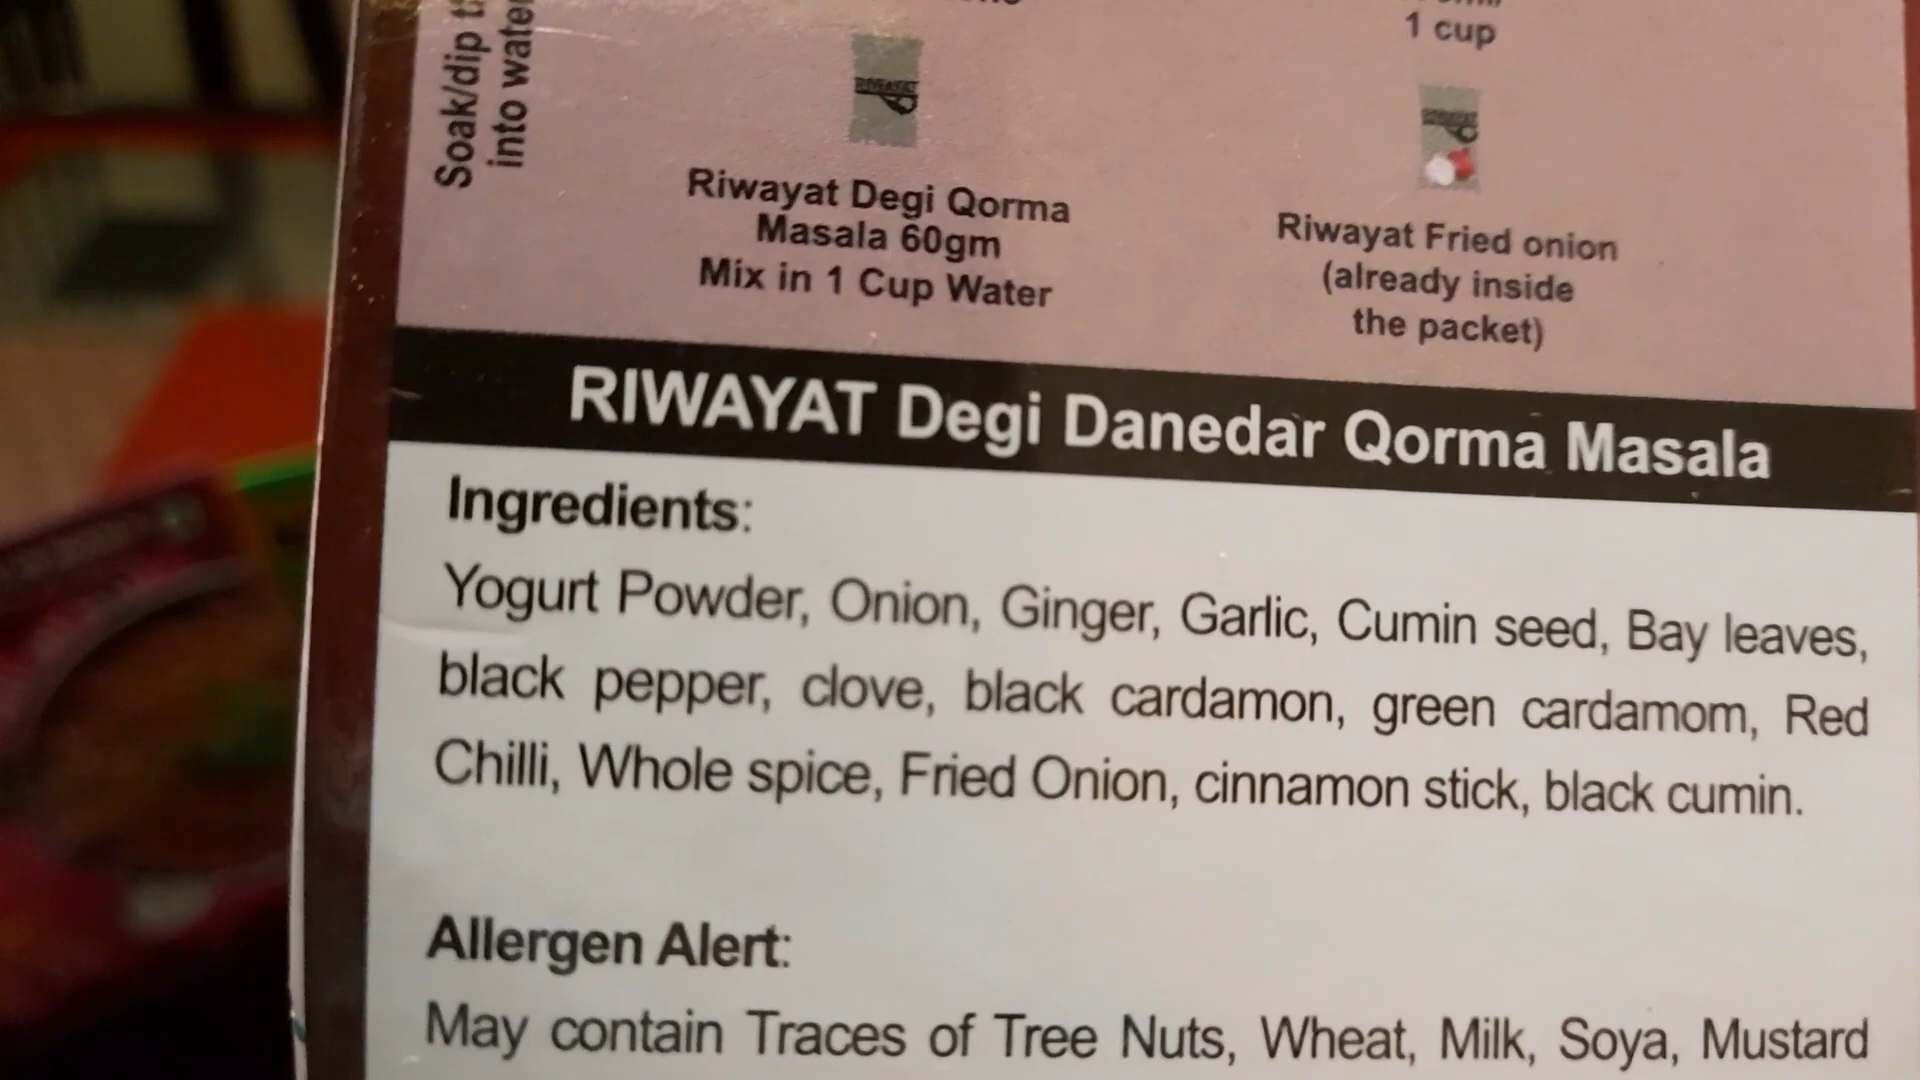 Soak/dip
into water
1 cup
Riwayat Degi Qorma
Masala 60gm
Mix in 1 Cup Water
Riwayat Fried onion
(already inside
the packet)
RIWAYAT Degi Danedar Qorma Masala
Ingredients:
Yogurt Powder, Onion, Ginger, Garlic, Cumin seed, Bay leaves,
black pepper, clove, black cardamon, green cardamom, Red
Chilli, Whole spice, Fried Onion, cinnamon stick, black cumin.
Allergen Alert:
May contain Traces of Tree Nuts, Wheat, Milk, Soya, Mustard